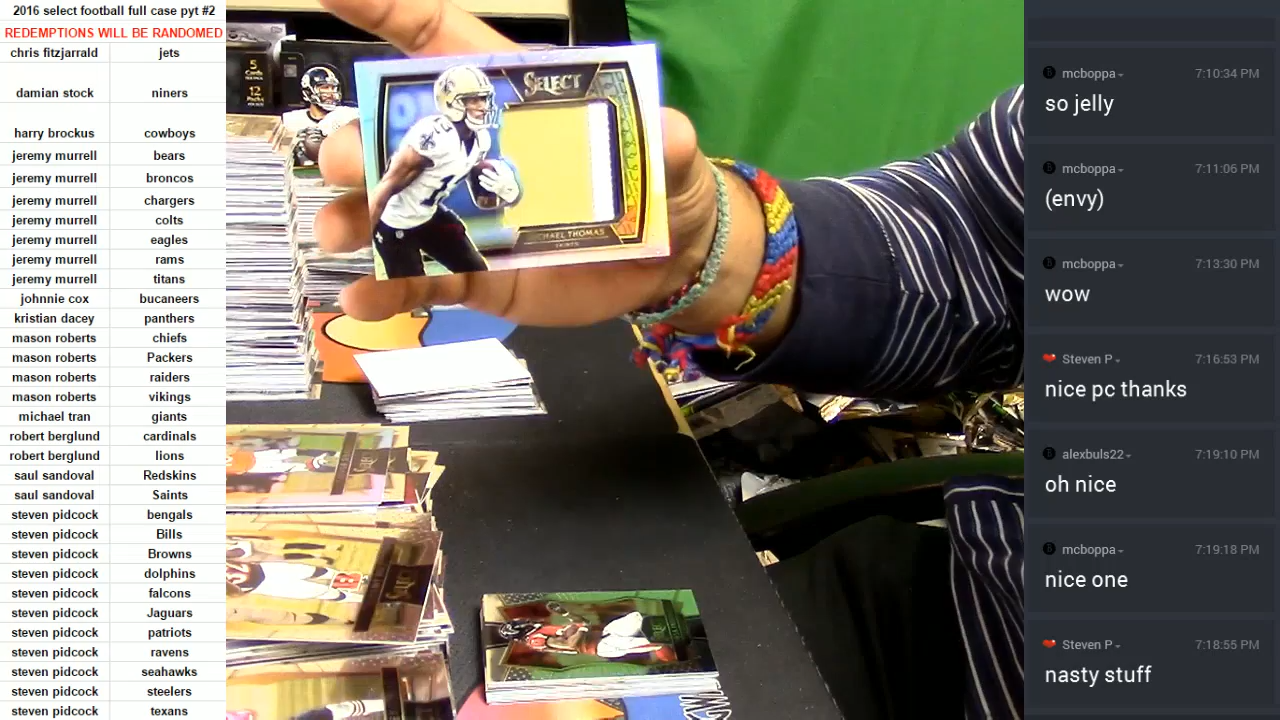 2016 select football full case pyt #2
REDEMPTIONS WILL BE RANDOMED
chris fitzjarrald jets
damian stock niners
harry brockus cowboys
jeremy murrell bears
jeremy murrell broncos
jeremy murrell chargers
jeremy murrell colts
jeremy murrell eagles
jeremy murrell rams
jeremy murrell titans
johnnie cox bucaneers
kristian dacey panthers
mason roberts chiefs
mason roberts Packers
mason roberts raiders
mason roberts vikings
michael tran giants
robert berglund cardinals
robert berglund lions
saul sandoval Redskins
saul sandoval Saints
steven pidcock bengals
steven pidcock Bills
steven pidcock Browns
steven pidcock dolphins
steven pidcock falcons
steven pidcock Jaguars
steven pidcock patriots
steven pidcock ravens
steven pidcock seahawks
steven pidcock steelers
steven pidcock texans
5
Cards
12
Packs
SELECT
MICHAEL THOMAS
SAINTS
mcboppa 7:10:34 PM
so jelly
mcboppa 7:11:06 PM
(envy)
mcboppa 7:13:30 PM
wow
Steven P 7:16:53 PM
nice pc thanks
alexbuls22 7:19:10 PM
oh nice
mcboppa 7:19:18 PM
nice one
Steven P 7:18:55 PM
nasty stuff